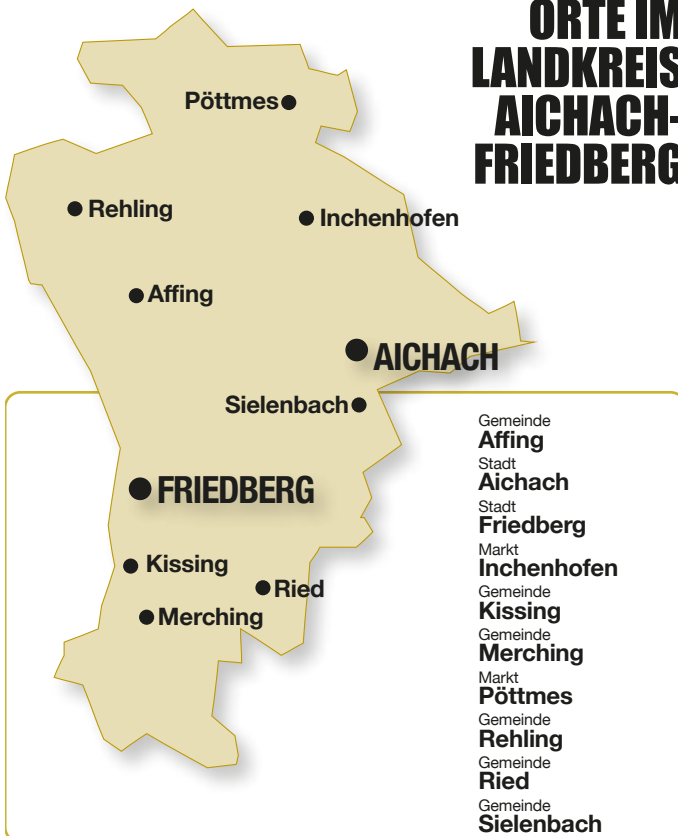 ORTE IM
LANDKREIS
AICHACH-
FRIEDBERG
Pöttmes
Rehling
Inchenhofen
Affing
AICHACH
Sielenbach
FRIEDBERG
Kissing
Ried
Merching
Gemeinde
Affing
Stadt
Aichach
Stadt
Friedberg
Markt
Inchenhofen
Gemeinde
Kissing
Gemeinde
Merching
Markt
Pöttmes
Gemeinde
Rehling
Gemeinde
Ried
Gemeinde
Sielenbach